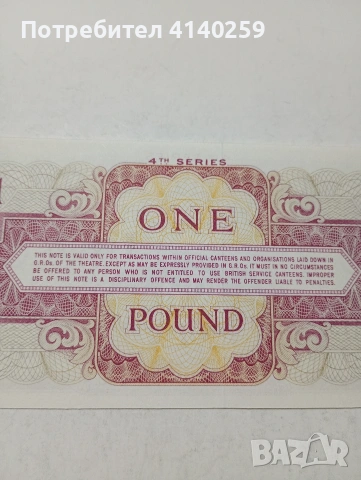 Потребител 4140259
4TH SERIES
ONE
THIS NOTE IS VALID ONLY FOR TRANSACTIONS WITHIN OFFICIAL CANTEENS AND ORGANISATIONS LAID DOWN IN
G.R.Os. OF THE THEATRE. EXCEPT AS MAY BE EXPRESSLY PROVIDED IN G.R.Os. IT MUST IN NO CIRCUMSTANCES
BE OFFERED TO ANY PERSON WHO IS NOT ENTITLED TO USE BRITISH SERVICE CANTEENS. IMPROPER
USE OF THIS NOTE IS A DISCIPLINARY OFFENCE AND MAY RENDER THE OFFENDER LIABLE TO PENALTIES.
POUND
BAZAR